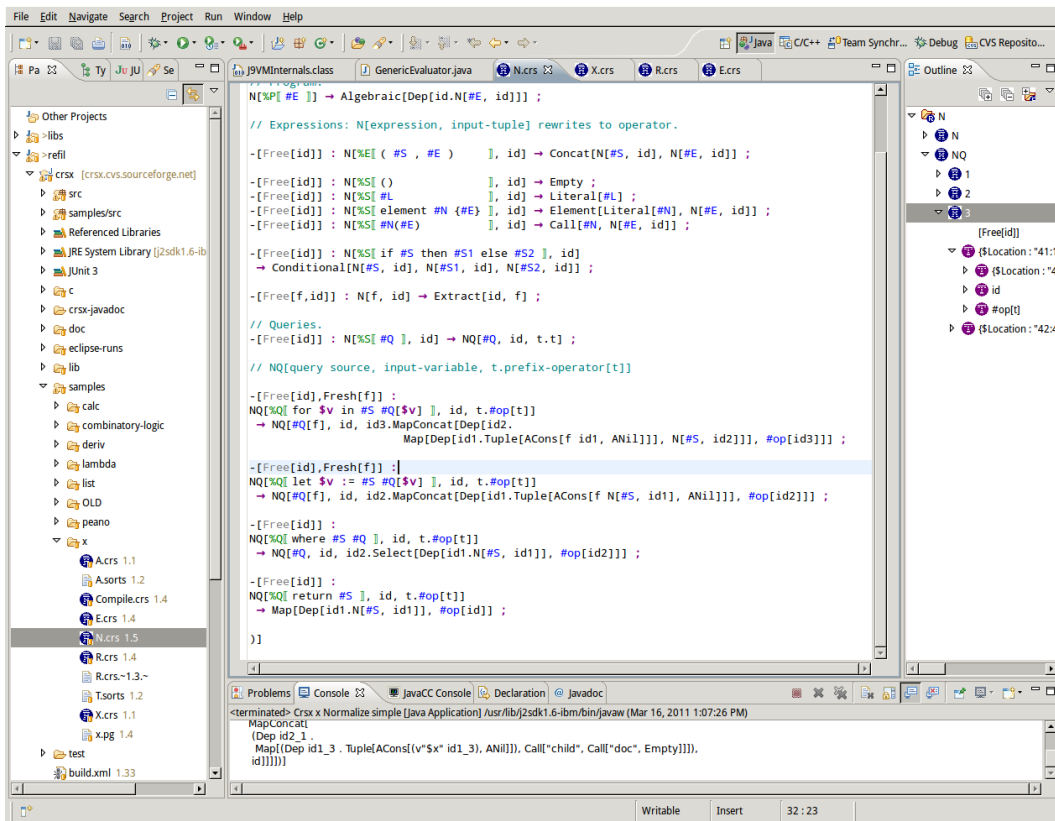 File Edit Navigate Search Project Run Window Help
Java C/C++ Team Synchr... Debug CVS Reposito...
Pa Ty JU Se
J9VMInternals.class GenericEvaluator.java N.crs X.crs R.crs E.crs
Outline
Other Projects
>libs
>refil
crsx [crsx.cvs.sourceforge.net]
src
samples/src
Referenced Libraries
JRE System Library [j2sdk1.6-ib
JUnit 3
c
crsx-javadoc
doc
eclipse-runs
lib
samples
calc
combinatory-logic
deriv
lambda
list
OLD
peano
x
A.crs 1.1
A.sorts 1.2
Compile.crs 1.4
E.crs 1.4
N.crs 1.5
R.crs 1.4
R.crs.~1.3.~
T.sorts 1.2
X.crs 1.1
x.pg 1.4
test
build.xml 1.33
// Program.
N[%P⟦ #E ⟧] → Algebraic[Dep[id.N[#E, id]]] ;
// Expressions: N[expression, input-tuple] rewrites to operator.
-[Free[id]] : N[%E⟦ ( #S , #E ) ⟧, id] → Concat[N[#S, id], N[#E, id]] ;
-[Free[id]] : N[%S⟦ () ⟧, id] → Empty ;
-[Free[id]] : N[%S⟦ #L ⟧, id] → Literal[#L] ;
-[Free[id]] : N[%S⟦ element #N {#E} ⟧, id] → Element[Literal[#N], N[#E, id]] ;
-[Free[id]] : N[%S⟦ #N(#E) ⟧, id] → Call[#N, N[#E, id]] ;
-[Free[id]] : N[%S⟦ if #S then #S1 else #S2 ⟧, id]
→ Conditional[N[#S, id], N[#S1, id], N[#S2, id]] ;
-[Free[f,id]] : N[f, id] → Extract[id, f] ;
// Queries.
-[Free[id]] : N[%S⟦ #Q ⟧, id] → NQ[#Q, id, t.t] ;
// NQ[query source, input-variable, t.prefix-operator[t]]
-[Free[id],Fresh[f]] :
NQ[%Q⟦ for $v in #S #Q[$v] ⟧, id, t.#op[t]]
→ NQ[#Q[f], id, id3.MapConcat[Dep[id2.
Map[Dep[id1.Tuple[ACons[f id1, ANil]]], N[#S, id2]]], #op[id3]]] ;
-[Free[id],Fresh[f]] :
NQ[%Q⟦ let $v := #S #Q[$v] ⟧, id, t.#op[t]]
→ NQ[#Q[f], id, id2.MapConcat[Dep[id1.Tuple[ACons[f N[#S, id1], ANil]]], #op[id2]]] ;
-[Free[id]] :
NQ[%Q⟦ where #S #Q ⟧, id, t.#op[t]]
→ NQ[#Q, id, id2.Select[Dep[id1.N[#S, id1]], #op[id2]]] ;
-[Free[id]] :
NQ[%Q⟦ return #S ⟧, id, t.#op[t]]
→ Map[Dep[id1.N[#S, id1]], #op[id]] ;
)]
N
N
NQ
1
2
3
[Free[id]]
{$Location : "41:1
{$Location : "4
id
#op[t]
{$Location : "42:4
Problems Console JavaCC Console Declaration Javadoc
<terminated> Crsx x Normalize simple [Java Application] /usr/lib/j2sdk1.6-ibm/bin/javaw (Mar 16, 2011 1:07:26 PM)
MapConcat[
(Dep id2_1 .
Map[(Dep id1_3 . Tuple[ACons[(v"$x" id1_3), ANil]]), Call["child", Call["doc", Empty]]]),
id]]]])]
Writable Insert 32 : 23